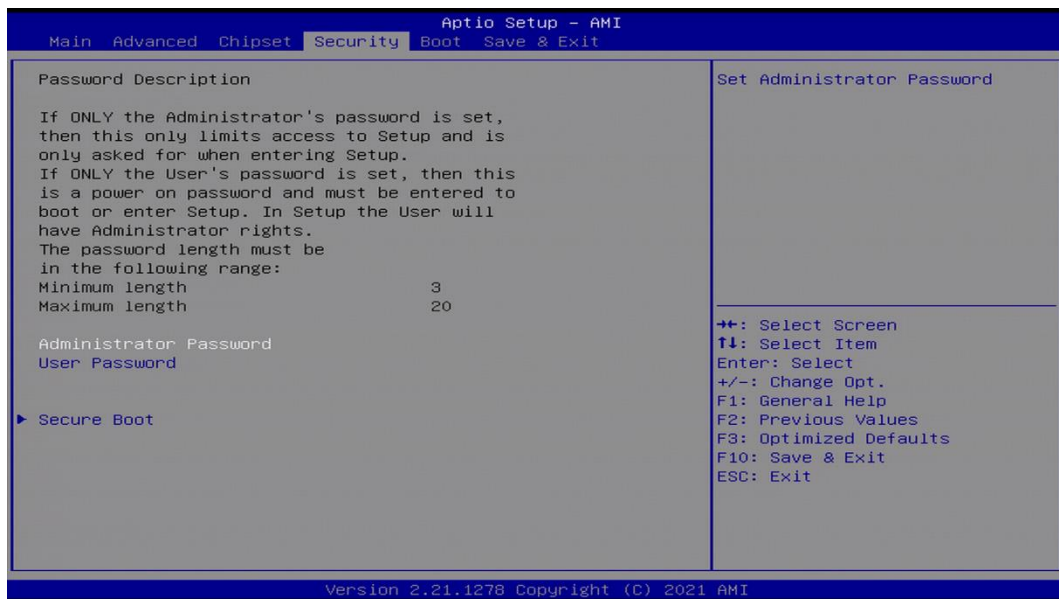 Aptio Setup – AMI
Main Advanced Chipset Security Boot Save & Exit
Password Description
If ONLY the Administrator's password is set,
then this only limits access to Setup and is
only asked for when entering Setup.
If ONLY the User's password is set, then this
is a power on password and must be entered to
boot or enter Setup. In Setup the User will
have Administrator rights.
The password length must be
in the following range:
Minimum length 3
Maximum length 20
Administrator Password
User Password
► Secure Boot
Set Administrator Password
→←: Select Screen
↑↓: Select Item
Enter: Select
+/-: Change Opt.
F1: General Help
F2: Previous Values
F3: Optimized Defaults
F10: Save & Exit
ESC: Exit
Version 2.21.1278 Copyright (C) 2021 AMI